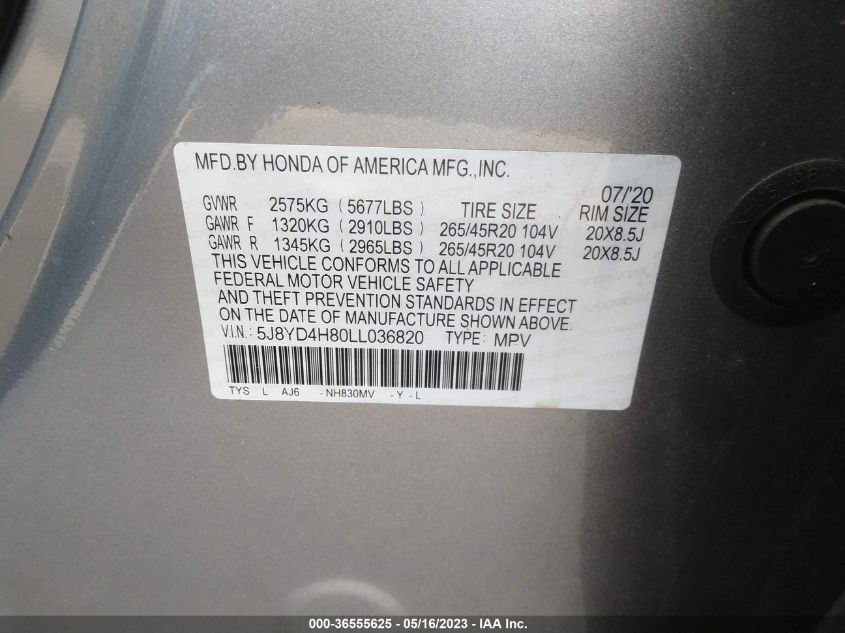 MFD.BY HONDA OF AMERICA MFG.,INC.
07/'20
GVWR 2575KG (5677LBS) TIRE SIZE RIM SIZE
GAWR F 1320KG (2910LBS) 265/45R20 104V 20X8.5J
GAWR R 1345KG (2965LBS) 265/45R20 104V 20X8.5J
THIS VEHICLE CONFORMS TO ALL APPLICABLE
FEDERAL MOTOR VEHICLE SAFETY
AND THEFT PREVENTION STANDARDS IN EFFECT
ON THE DATE OF MANUFACTURE SHOWN ABOVE.
V.I.N.: 5J8YD4H80LL036820 TYPE: MPV
TYS L AJ6 -NH830MV -Y-L
000-36555625 - 05/16/2023 - IAA Inc.